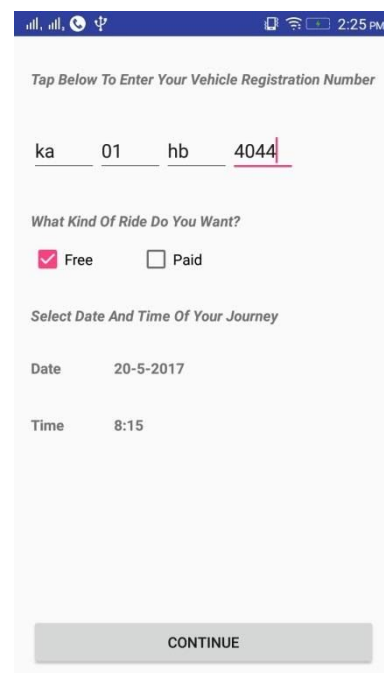 2:25 PM
Tap Below To Enter Your Vehicle Registration Number
ka 01 hb 4044
What Kind Of Ride Do You Want?
Free Paid
Select Date And Time Of Your Journey
Date 20-5-2017
Time 8:15
CONTINUE